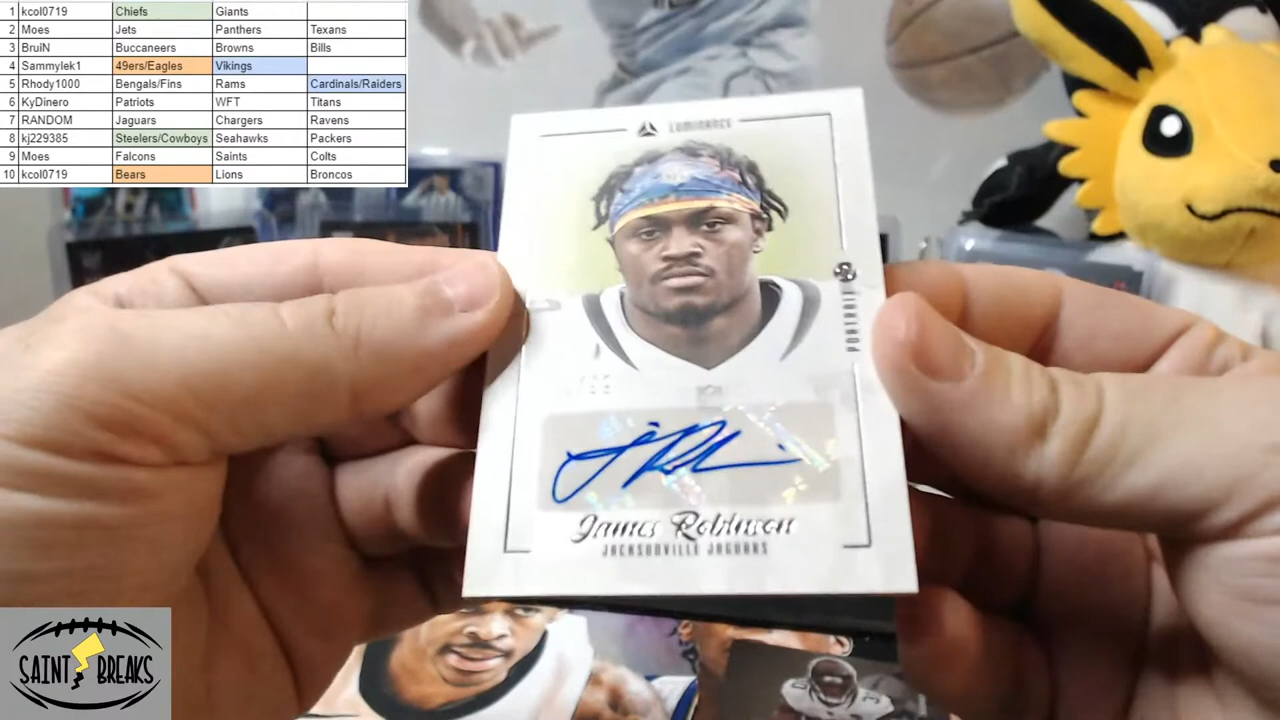 1 kcol0719 Chiefs Giants
2 Moes Jets Panthers Texans
3 BruiN Buccaneers Browns Bills
4 Sammylek1 49ers/Eagles Vikings
5 Rhody1000 Bengals/Fins Rams Cardinals/Raiders
6 KyDinero Patriots WFT Titans
7 RANDOM Jaguars Chargers Ravens
8 kj229385 Steelers/Cowboys Seahawks Packers
9 Moes Falcons Saints Colts
10 kcol0719 Bears Lions Broncos
LUMINANCE
PORTRAIT
James Robinson
JACKSONVILLE JAGUARS
SAINT BREAKS